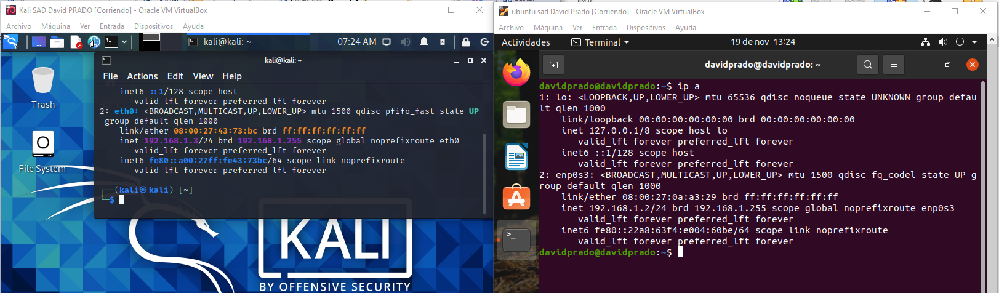 Kali SAD David PRADO [Corriendo] - Oracle VM VirtualBox
Archivo Máquina Ver Entrada Dispositivos Ayuda
kali@kali: ~
07:24 AM
kali@kali: ~
File Actions Edit View Help
Trash
File System
inet6 ::1/128 scope host
valid_lft forever preferred_lft forever
2: eth0: <BROADCAST,MULTICAST,UP,LOWER_UP> mtu 1500 qdisc pfifo_fast state UP
group default qlen 1000
link/ether 08:00:27:43:73:bc brd ff:ff:ff:ff:ff:ff
inet 192.168.1.3/24 brd 192.168.1.255 scope global noprefixroute eth0
valid_lft forever preferred_lft forever
inet6 fe80::a00:27ff:fe43:73bc/64 scope link noprefixroute
valid_lft forever preferred_lft forever
┌──(kali㉿kali)-[~]
└─$
KALI
BY OFFENSIVE SECURITY
ubuntu sad David Prado [Corriendo] - Oracle VM VirtualBox
Archivo Máquina Ver Entrada Dispositivos Ayuda
Actividades Terminal 19 de nov 13:24
davidprado@davidprado: ~
davidprado@davidprado:~$ ip a
1: lo: <LOOPBACK,UP,LOWER_UP> mtu 65536 qdisc noqueue state UNKNOWN group defau
lt qlen 1000
link/loopback 00:00:00:00:00:00 brd 00:00:00:00:00:00
inet 127.0.0.1/8 scope host lo
valid_lft forever preferred_lft forever
inet6 ::1/128 scope host
valid_lft forever preferred_lft forever
2: enp0s3: <BROADCAST,MULTICAST,UP,LOWER_UP> mtu 1500 qdisc fq_codel state UP g
roup default qlen 1000
link/ether 08:00:27:0a:a3:29 brd ff:ff:ff:ff:ff:ff
inet 192.168.1.2/24 brd 192.168.1.255 scope global noprefixroute enp0s3
valid_lft forever preferred_lft forever
inet6 fe80::22a8:63f4:e004:60be/64 scope link noprefixroute
valid_lft forever preferred_lft forever
davidprado@davidprado:~$